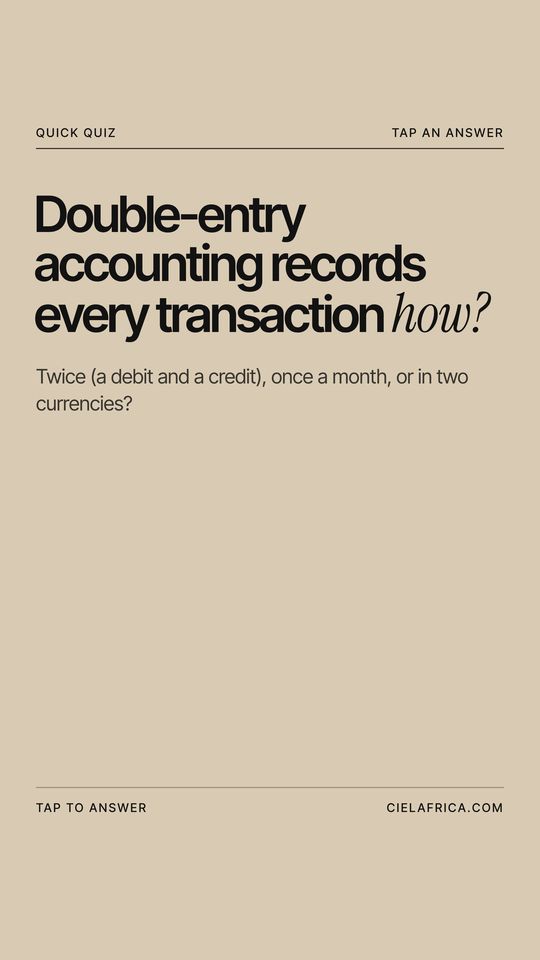 QUICK QUIZ
TAP AN ANSWER
Double-entry
accounting records
every transaction how?
Twice (a debit and a credit), once a month, or in two
currencies?
TAP TO ANSWER
CIELAFRICA.COM